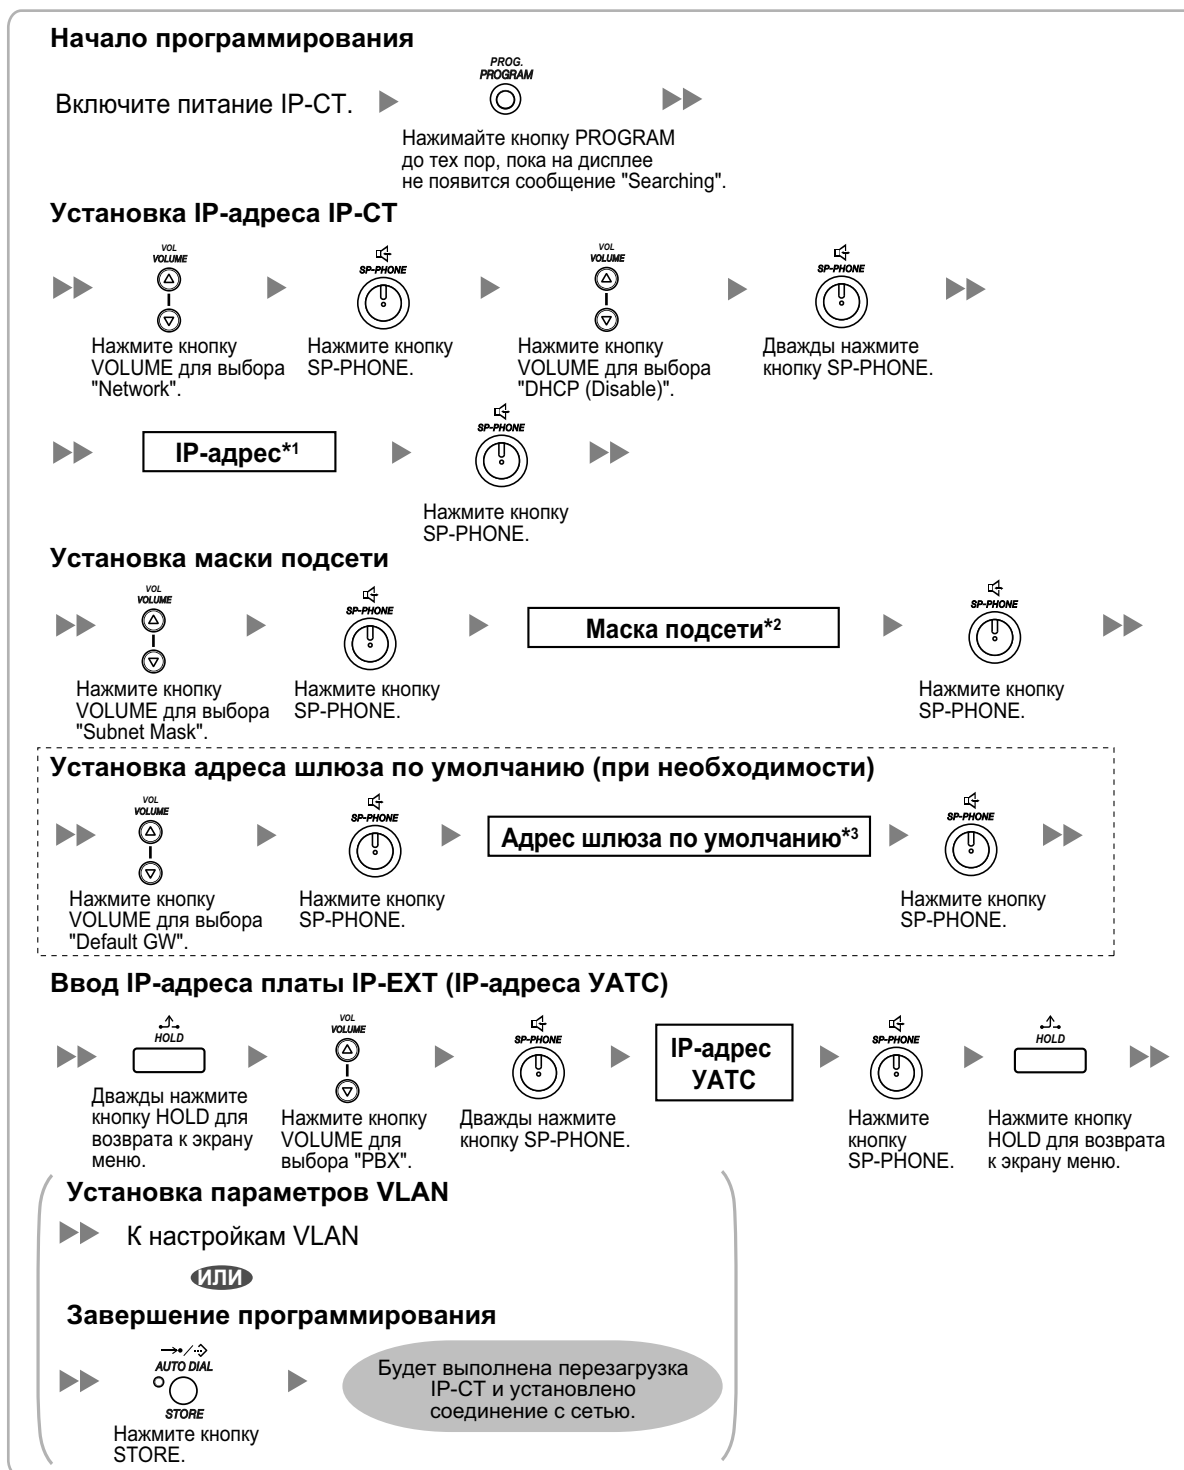 Начало программирования
PROG.
PROGRAM
Включите питание IP-СТ.
Нажимайте кнопку PROGRAM
до тех пор, пока на дисплее
не появится сообщение "Searching".
Установка IP-адреса IP-СТ
VOL
VOLUME
SP-PHONE
VOL
VOLUME
SP-PHONE
Нажмите кнопку
VOLUME для выбора
"Network".
Нажмите кнопку
SP-PHONE.
Нажмите кнопку
VOLUME для выбора
"DHCP (Disable)".
Дважды нажмите
кнопку SP-PHONE.
IP-адрес*1
SP-PHONE
Нажмите кнопку
SP-PHONE.
Установка маски подсети
VOL
VOLUME
SP-PHONE
Маска подсети*2
SP-PHONE
Нажмите кнопку
VOLUME для выбора
"Subnet Mask".
Нажмите кнопку
SP-PHONE.
Нажмите кнопку
SP-PHONE.
Установка адреса шлюза по умолчанию (при необходимости)
VOL
VOLUME
SP-PHONE
Адрес шлюза по умолчанию*3
SP-PHONE
Нажмите кнопку
VOLUME для выбора
"Default GW".
Нажмите кнопку
SP-PHONE.
Нажмите кнопку
SP-PHONE.
Ввод IP-адреса платы IP-EXT (IP-адреса УАТС)
HOLD
VOL
VOLUME
SP-PHONE
IP-адрес
УАТС
SP-PHONE
HOLD
Дважды нажмите
кнопку HOLD для
возврата к экрану
меню.
Нажмите кнопку
VOLUME для
выбора "PBX".
Дважды нажмите
кнопку SP-PHONE.
Нажмите
кнопку
SP-PHONE.
Нажмите кнопку
HOLD для возврата
к экрану меню.
Установка параметров VLAN
К настройкам VLAN
ИЛИ
Завершение программирования
AUTO DIAL
STORE
Нажмите кнопку
STORE.
Будет выполнена перезагрузка
IP-СТ и установлено
соединение с сетью.